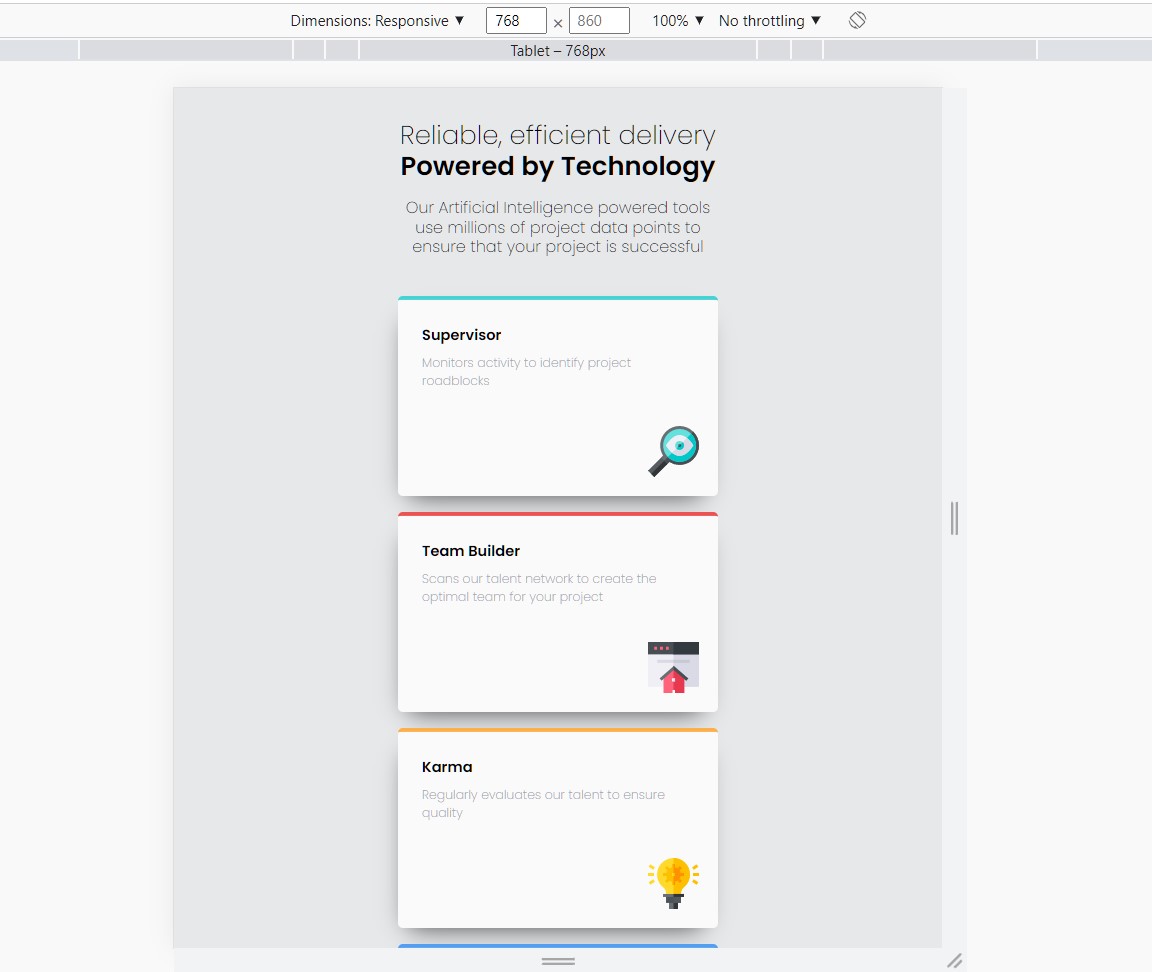 Dimensions: Responsive ▼ 768 × 860 100% ▼ No throttling ▼
Tablet – 768px
Reliable, efficient delivery
Powered by Technology
Our Artificial Intelligence powered tools
use millions of project data points to
ensure that your project is successful
Supervisor
Monitors activity to identify project
roadblocks
Team Builder
Scans our talent network to create the
optimal team for your project
Karma
Regularly evaluates our talent to ensure
quality